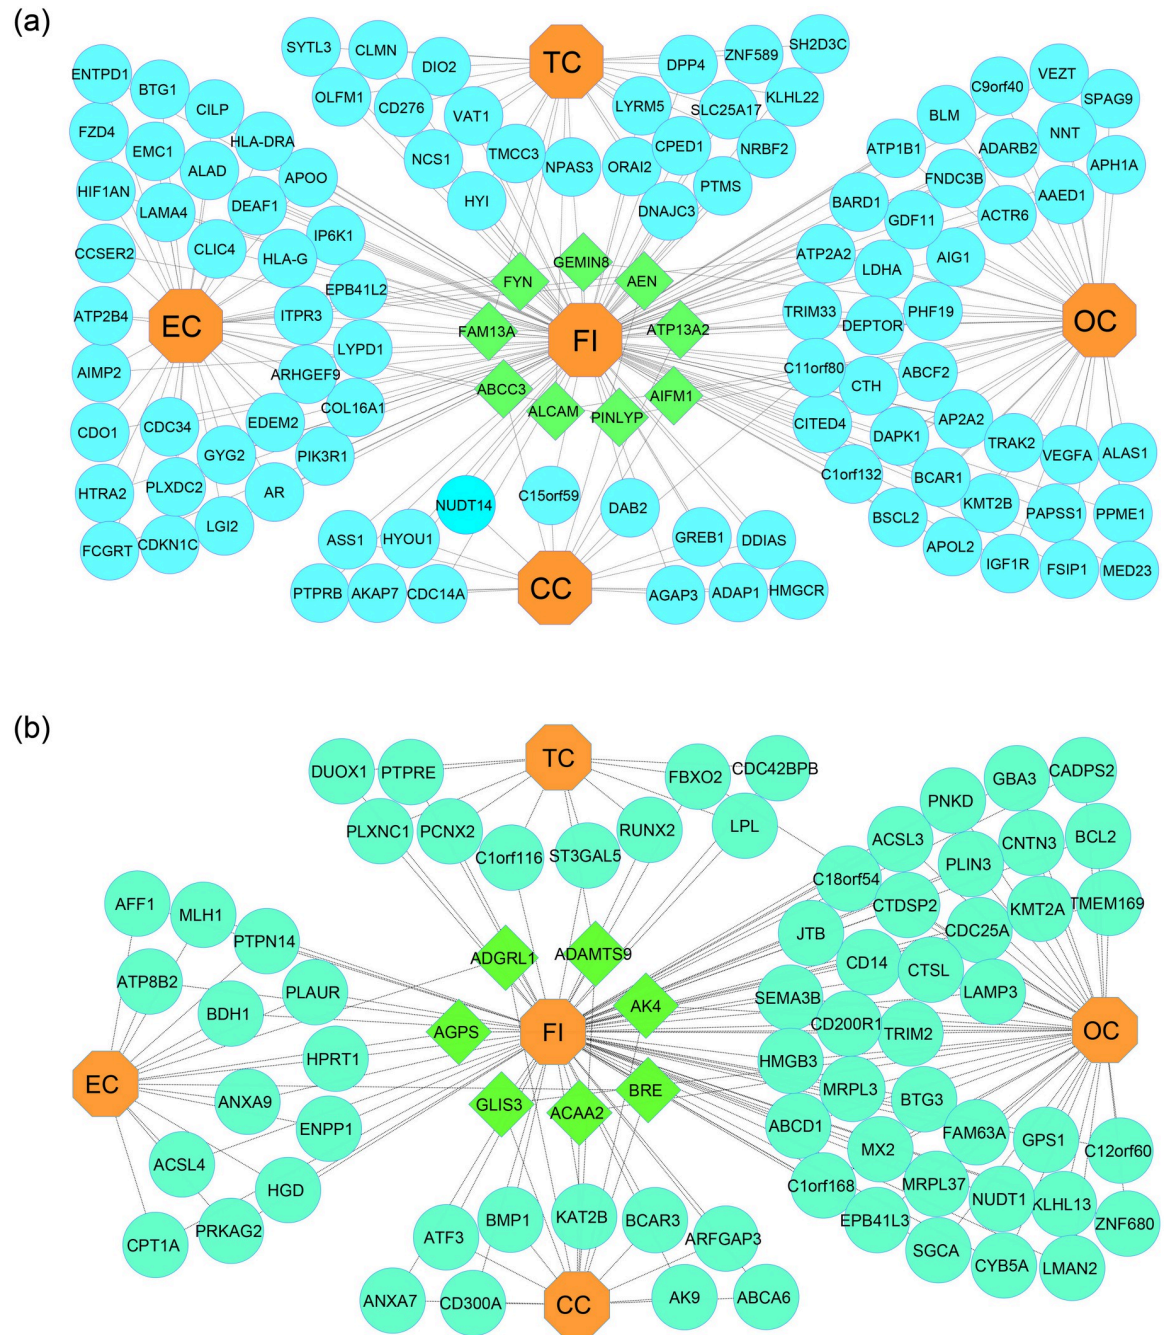 (a)
TC
SYTL3
CLMN
DIO2
OLFM1
CD276
VAT1
NCS1
TMCC3
HYI
NPAS3
DPP4
ZNF589
SH2D3C
LYRM5
SLC25A17
KLHL22
CPED1
NRBF2
ORAI2
PTMS
DNAJC3
ENTPD1
BTG1
CILP
FZD4
EMC1
HLA-DRA
HIF1AN
ALAD
APOO
LAMA4
DEAF1
CCSER2
CLIC4
IP6K1
HLA-G
EPB41L2
EC
ATP2B4
ITPR3
LYPD1
AIMP2
ARHGEF9
COL16A1
CDO1
CDC34
EDEM2
GYG2
PIK3R1
HTRA2
PLXDC2
AR
LGI2
FCGRT
CDKN1C
GEMIN8
FYN
AEN
FAM13A
FI
ATP13A2
ABCC3
ALCAM
PINLYP
AIFM1
C9orf40
VEZT
BLM
SPAG9
ATP1B1
ADARB2
NNT
FNDC3B
APH1A
BARD1
GDF11
ACTR6
AAED1
ATP2A2
LDHA
AIG1
TRIM33
DEPTOR
PHF19
OC
C11orf80
CTH
ABCF2
CITED4
DAPK1
AP2A2
TRAK2
VEGFA
ALAS1
C1orf132
BCAR1
KMT2B
PAPSS1
PPME1
BSCL2
APOL2
IGF1R
FSIP1
MED23
NUDT14
C15orf59
DAB2
ASS1
HYOU1
GREB1
DDIAS
PTPRB
AKAP7
CDC14A
CC
AGAP3
ADAP1
HMGCR
(b)
TC
DUOX1
PTPRE
FBXO2
CDC42BPB
PLXNC1
PCNX2
RUNX2
LPL
C1orf116
ST3GAL5
AFF1
MLH1
PTPN14
ATP8B2
PLAUR
BDH1
HPRT1
EC
ANXA9
ENPP1
ACSL4
HGD
PRKAG2
CPT1A
ADGRL1
ADAMTS9
AK4
AGPS
FI
GLIS3
ACAA2
BRE
GBA3
CADPS2
PNKD
ACSL3
CNTN3
BCL2
PLIN3
C18orf54
CTDSP2
KMT2A
TMEM169
JTB
CDC25A
CD14
CTSL
SEMA3B
LAMP3
CD200R1
TRIM2
OC
HMGB3
MRPL3
BTG3
ABCD1
MX2
FAM63A
GPS1
C12orf60
C1orf168
MRPL37
NUDT1
KLHL13
EPB41L3
ZNF680
SGCA
CYB5A
LMAN2
ATF3
BMP1
KAT2B
BCAR3
ARFGAP3
ANXA7
CD300A
CC
AK9
ABCA6